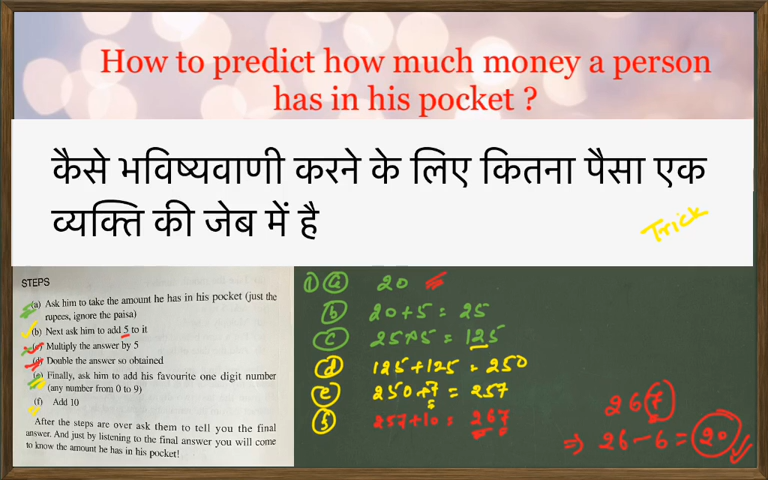 How to predict how much money a person
has in his pocket ?
कैसे भविष्यवाणी करने के लिए कितना पैसा एक
व्यक्ति की जेब में है
Trick
STEPS
(a) Ask him to take the amount he has in his pocket (just the
rupees, ignore the paisa)
(b) Next ask him to add 5 to it
(c) Multiply the answer by 5
(d) Double the answer so obtained
(e) Finally, ask him to add his favourite one digit number
(any number from 0 to 9)
(f) Add 10
After the steps are over ask them to tell you the final
answer. And just by listening to the final answer you will come
to know the amount he has in his pocket!
① ⓐ 20
ⓑ 20+5 = 25
ⓒ 25×5 = 125
ⓓ 125+125 = 250
ⓔ 250+7 = 257
ⓕ 257+10 = 267
267
⇒ 26-6 = 20